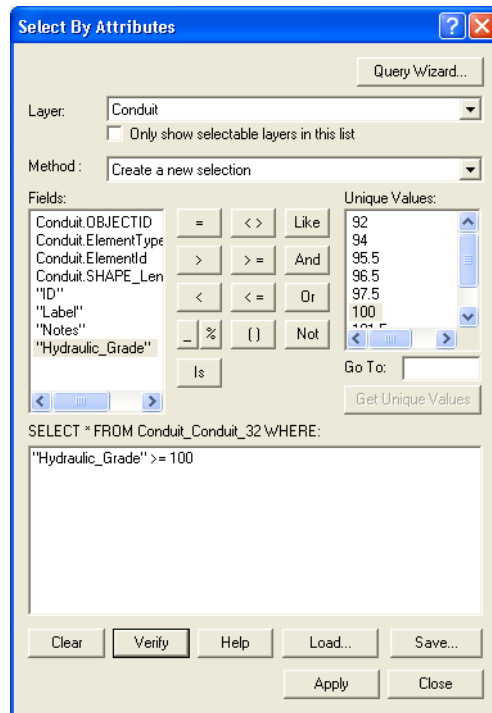 Select By Attributes
Query Wizard...
Layer: Conduit
Only show selectable layers in this list
Method : Create a new selection
Fields:
Conduit.OBJECTID
Conduit.ElementType
Conduit.ElementId
Conduit.SHAPE_Len
"ID"
"Label"
"Notes"
"Hydraulic_Grade"
= < > Like
> > = And
< < = Or
_ % ( ) Not
Is
Unique Values:
92
94
95.5
96.5
97.5
100
Go To:
Get Unique Values
SELECT * FROM Conduit_Conduit_32 WHERE:
"Hydraulic_Grade" >= 100
Clear Verify Help Load... Save...
Apply Close